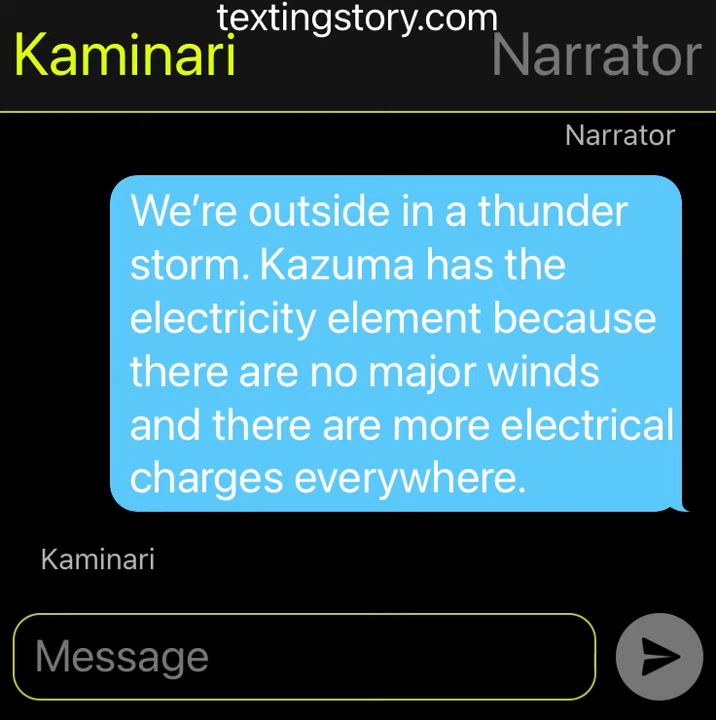 textingstory.com
Kaminari
Narrator
Narrator
We’re outside in a thunder
storm. Kazuma has the
electricity element because
there are no major winds
and there are more electrical
charges everywhere.
Kaminari
Message